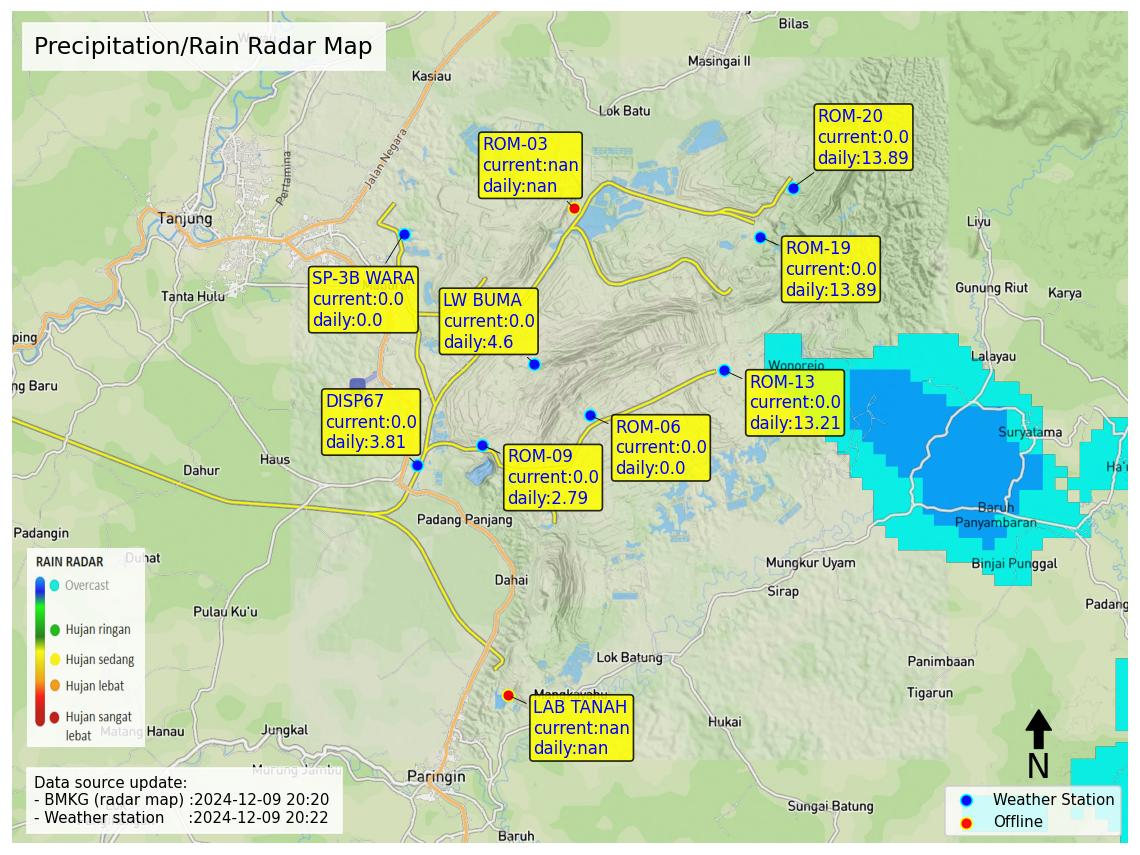 Precipitation/Rain Radar Map
Bilas
Masingai II
Kasiau
Lok Batu
Jalan Negara
Pertamina
Tanjung
Tanta Hulu
Liyu
Gunung Riut
Karya
Lalayau
Wonorejo
Suryatama
Ha'u
Baruh
Panyambaran
Binjai Punggal
Mungkur Uyam
Sirap
Padang
Panimbaan
Tigarun
Lok Batung
Hukai
Sungai Batung
ping
ng Baru
Dahur
Haus
Padangin
Duhat
Padang Panjang
Dahai
Pulau Ku'u
Matang Hanau
Jungkal
Murung Jambu
Paringin
Baruh
ROM-20
current:0.0
daily:13.89
ROM-03
current:nan
daily:nan
ROM-19
current:0.0
daily:13.89
SP-3B WARA
current:0.0
daily:0.0
LW BUMA
current:0.0
daily:4.6
ROM-13
current:0.0
daily:13.21
DISP67
current:0.0
daily:3.81
ROM-06
current:0.0
daily:0.0
ROM-09
current:0.0
daily:2.79
LAB TANAH
current:nan
daily:nan
RAIN RADAR
Overcast
Hujan ringan
Hujan sedang
Hujan lebat
Hujan sangat
lebat
Data source update:
- BMKG (radar map) :2024-12-09 20:20
- Weather station :2024-12-09 20:22
N
Weather Station
Offline